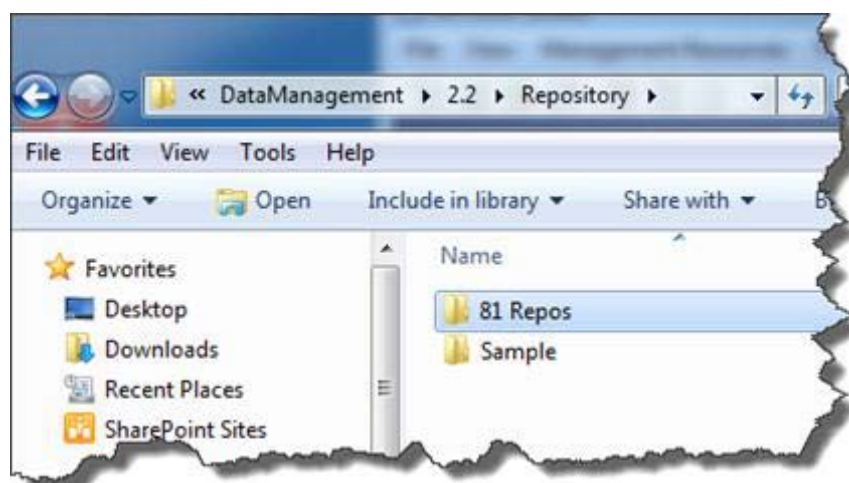 « DataManagement ▸ 2.2 ▸ Repository ▸
File Edit View Tools Help
Organize ▾ Open Include in library ▾ Share with ▾
Name
Favorites
Desktop
Downloads
Recent Places
SharePoint Sites
81 Repos
Sample